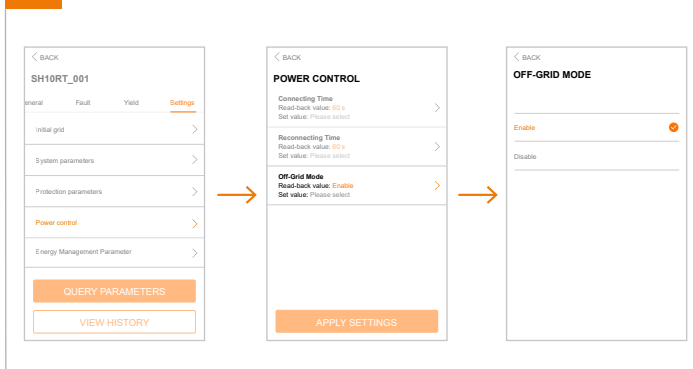 BACK
SH10RT_001
eneral Fault Yield Settings
Initial grid
System parameters
Protection parameters
Power control
Energy Management Parameter
QUERY PARAMETERS
VIEW HISTORY
BACK
POWER CONTROL
Connecting Time
Read-back value: 60 s
Set value: Please select
Reconnecting Time
Read-back value: 60 s
Set value: Please select
Off-Grid Mode
Read-back value: Enable
Set value: Please select
APPLY SETTINGS
BACK
OFF-GRID MODE
Enable
Disable